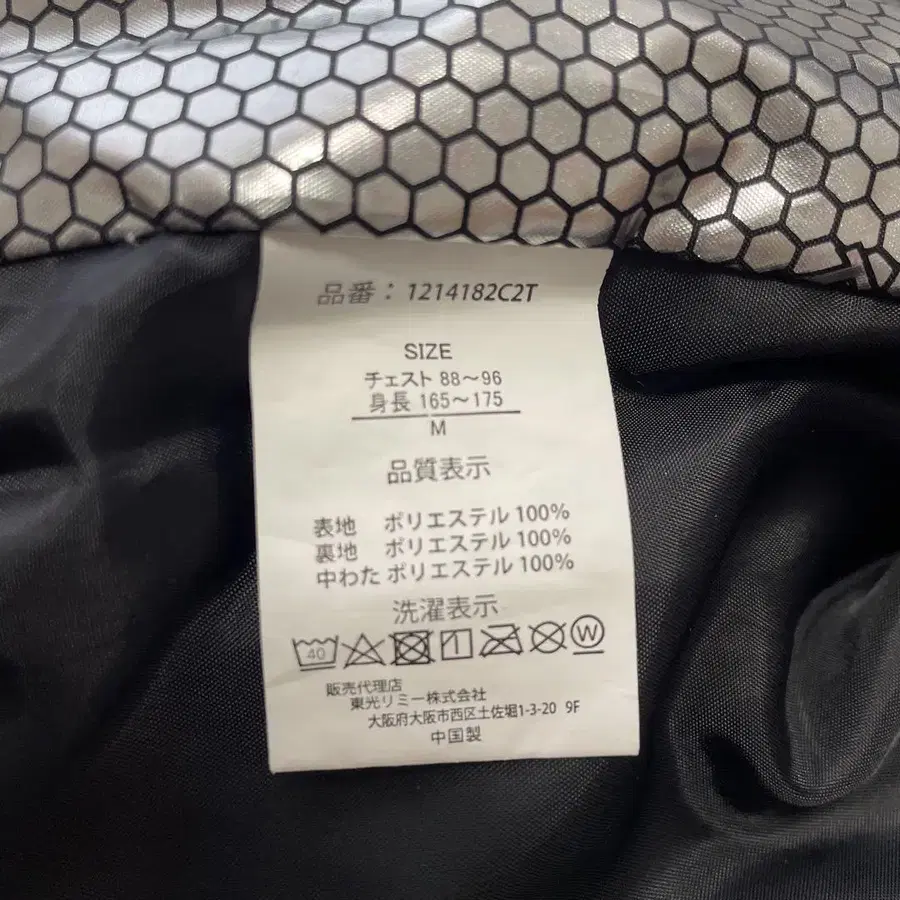 品番：1214182C2T
SIZE
チェスト 88～96
身長 165～175
M
品質表示
表地 ポリエステル 100%
裏地 ポリエステル 100%
中わた ポリエステル 100%
洗濯表示
40 W
販売代理店
東光リミー株式会社
大阪府大阪市西区土佐堀1-3-20 9F
中国製